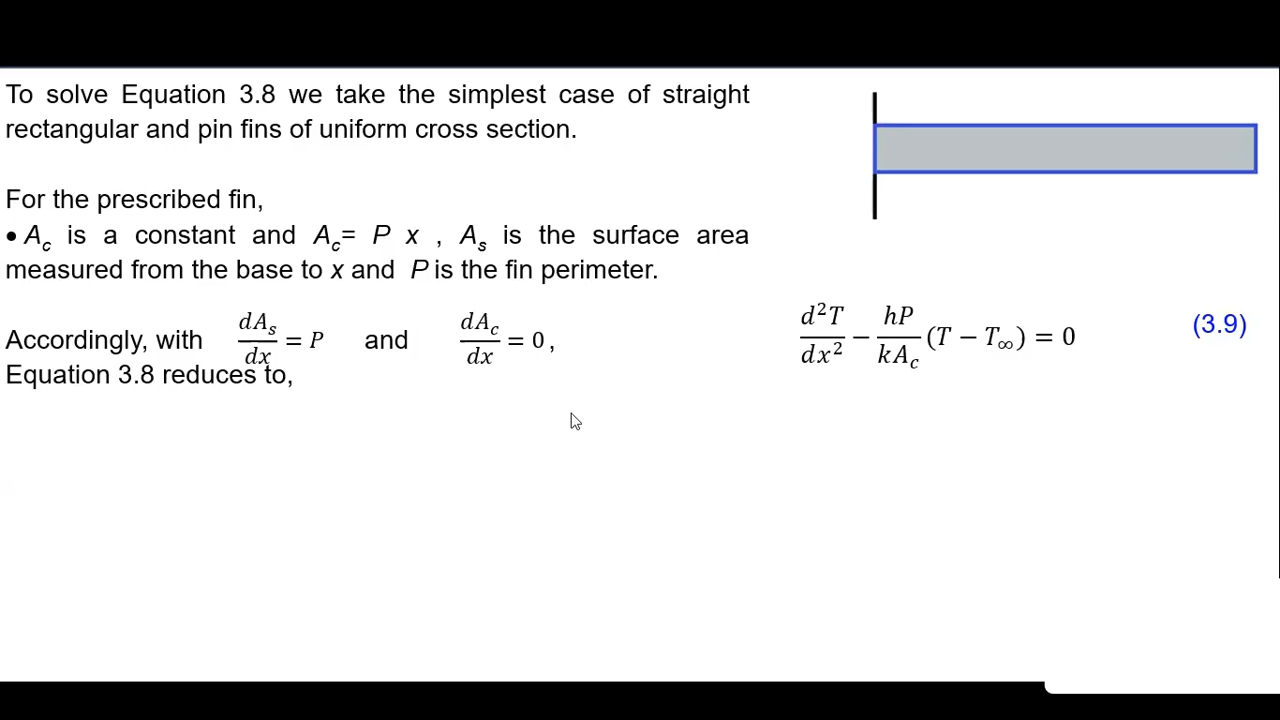 To solve Equation 3.8 we take the simplest case of straight
rectangular and pin fins of uniform cross section.
For the prescribed fin,
• A_c is a constant and A_c= P x , A_s is the surface area
measured from the base to x and P is the fin perimeter.
Accordingly, with dA_s/dx = P and dA_c/dx = 0,
Equation 3.8 reduces to,
d²T/dx² − hP/kA_c (T − T_∞) = 0 (3.9)